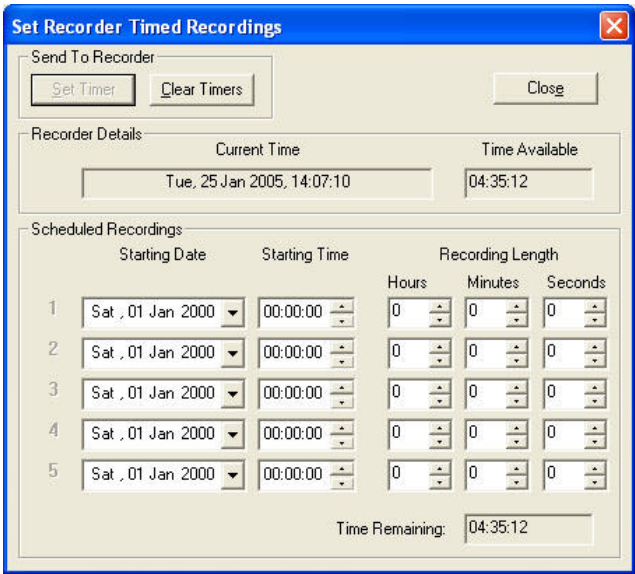 Set Recorder Timed Recordings
Send To Recorder
Set Timer Clear Timers Close
Recorder Details
Current Time Time Available
Tue, 25 Jan 2005, 14:07:10 04:35:12
Scheduled Recordings
Starting Date Starting Time Recording Length
Hours Minutes Seconds
1 Sat , 01 Jan 2000 00:00:00 0 0 0
2 Sat , 01 Jan 2000 00:00:00 0 0 0
3 Sat , 01 Jan 2000 00:00:00 0 0 0
4 Sat , 01 Jan 2000 00:00:00 0 0 0
5 Sat , 01 Jan 2000 00:00:00 0 0 0
Time Remaining: 04:35:12